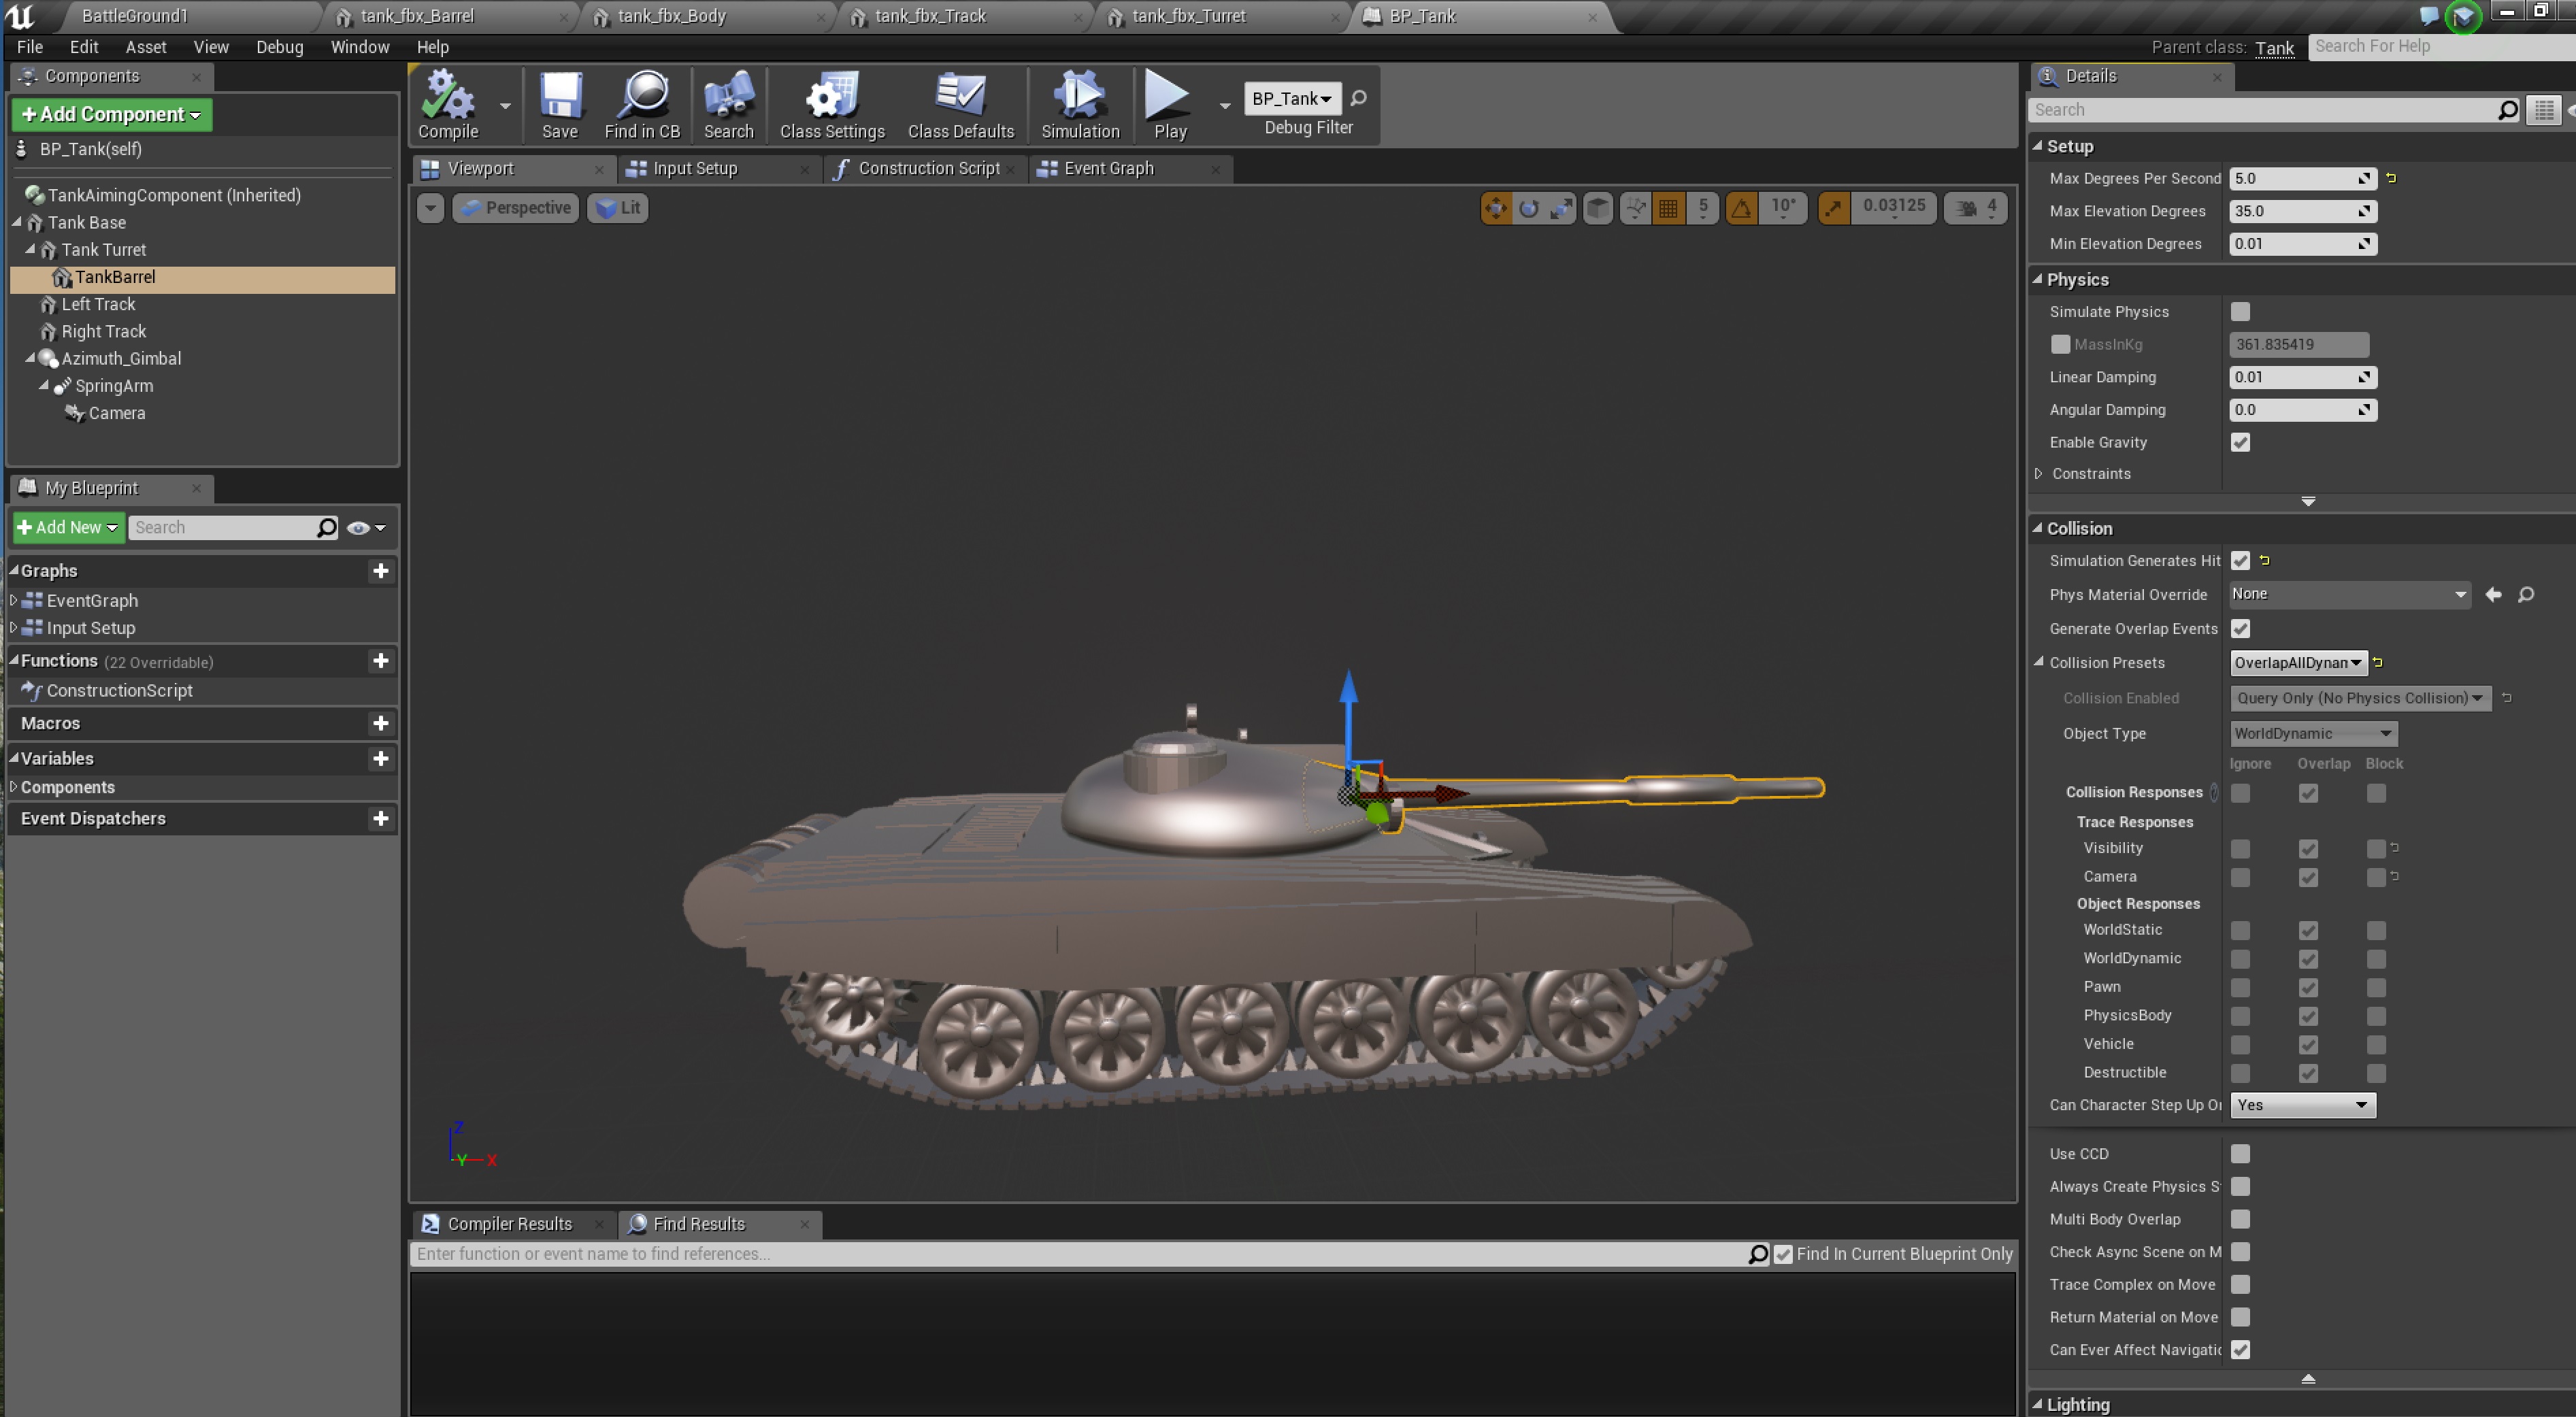 BattleGround1
tank_fbx_Barrel
tank_fbx_Body
tank_fbx_Track
tank_fbx_Turret
BP_Tank
File Edit Asset View Debug Window Help
Parent class: Tank
Search For Help
Components
+ Add Component
BP_Tank(self)
TankAimingComponent (Inherited)
Tank Base
Tank Turret
TankBarrel
Left Track
Right Track
Azimuth_Gimbal
SpringArm
Camera
My Blueprint
+ Add New
Search
Graphs
EventGraph
Input Setup
Functions (22 Overridable)
ConstructionScript
Macros
Variables
Components
Event Dispatchers
Compile
Save
Find in CB
Search
Class Settings
Class Defaults
Simulation
Play
BP_Tank
Debug Filter
Viewport
Input Setup
Construction Script
Event Graph
Perspective
Lit
5
10°
0.03125
4
Z
Y
X
Compiler Results
Find Results
Enter function or event name to find references...
Find In Current Blueprint Only
Details
Search
Setup
Max Degrees Per Second 5.0
Max Elevation Degrees 35.0
Min Elevation Degrees 0.01
Physics
Simulate Physics
MassInKg 361.835419
Linear Damping 0.01
Angular Damping 0.0
Enable Gravity
Constraints
Collision
Simulation Generates Hit
Phys Material Override None
Generate Overlap Events
Collision Presets OverlapAllDynam
Collision Enabled Query Only (No Physics Collision)
Object Type WorldDynamic
Ignore Overlap Block
Collision Responses
Trace Responses
Visibility
Camera
Object Responses
WorldStatic
WorldDynamic
Pawn
PhysicsBody
Vehicle
Destructible
Can Character Step Up O Yes
Use CCD
Always Create Physics S
Multi Body Overlap
Check Async Scene on M
Trace Complex on Move
Return Material on Move
Can Ever Affect Navigati
Lighting